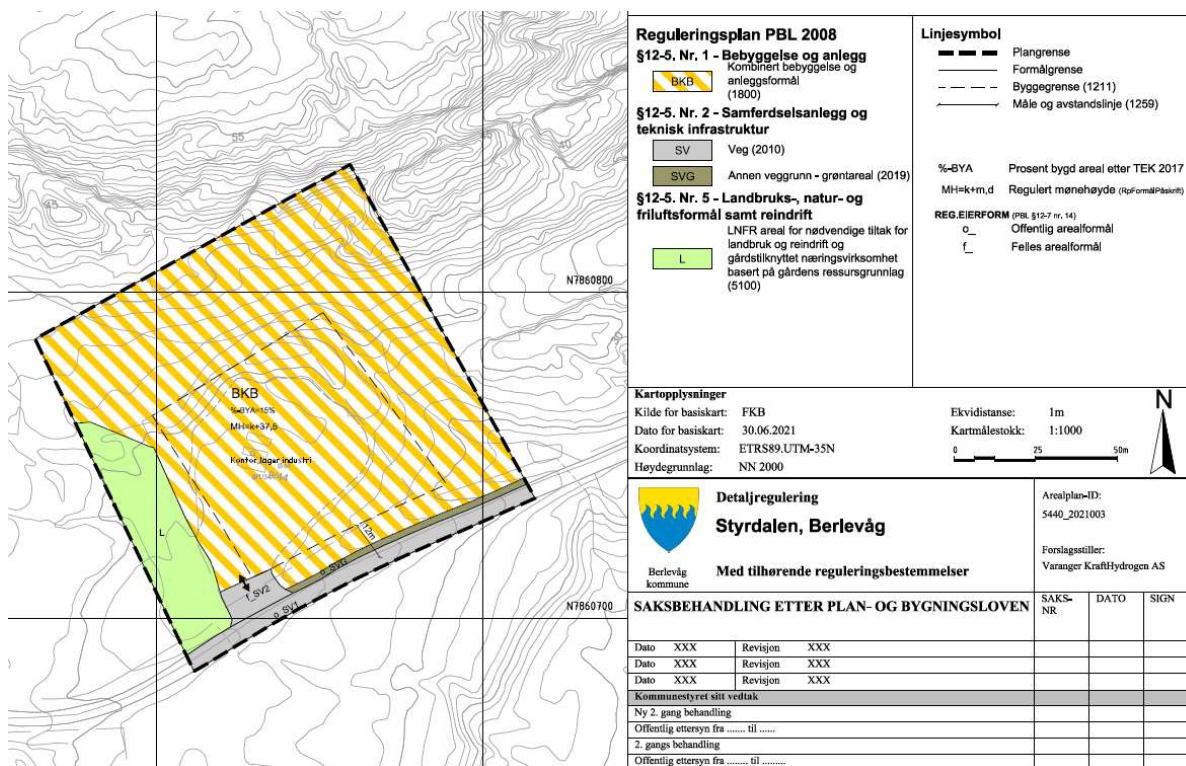 55
40
N7860800
BKB
%-BYA=15%
MH=k+37,5
Kontor lager industri
L
12m
o_SVG
f_SV2
o_SV1
N7860700
Reguleringsplan PBL 2008
§12-5. Nr. 1 - Bebyggelse og anlegg
BKB
Kombinert bebyggelse og
anleggsformål
(1800)
§12-5. Nr. 2 - Samferdselsanlegg og
teknisk infrastruktur
SV
Veg (2010)
SVG
Annen veggrunn - grøntareal (2019)
§12-5. Nr. 5 - Landbruks-, natur- og
friluftsformål samt reindrift
L
LNFR areal for nødvendige tiltak for
landbruk og reindrift og
gårdstilknyttet næringsvirksomhet
basert på gårdens ressursgrunnlag
(5100)
Linjesymbol
Plangrense
Formålgrense
Byggegrense (1211)
Måle og avstandslinje (1259)
%-BYA Prosent bygd areal etter TEK 2017
MH=k+m,d Regulert mønehøyde (RpFormålPåskrift)
REG.EIERFORM (PBL §12-7 nr. 14)
o_ Offentlig arealformål
f_ Felles arealformål
Kartopplysninger
Kilde for basiskart: FKB
Dato for basiskart: 30.06.2021
Koordinatsystem: ETRS89.UTM-35N
Høydegrunnlag: NN 2000
Ekvidistanse: 1m
Kartmålestokk: 1:1000
0 25 50m
N
Detaljregulering
Styrdalen, Berlevåg
Berlevåg
kommune
Med tilhørende reguleringsbestemmelser
Arealplan-ID:
5440_2021003
Forslagsstiller:
Varanger KraftHydrogen AS
SAKSBEHANDLING ETTER PLAN- OG BYGNINGSLOVEN
SAKS-
NR
DATO
SIGN
Dato XXX Revisjon XXX
Dato XXX Revisjon XXX
Dato XXX Revisjon XXX
Kommunestyret sitt vedtak
Ny 2. gang behandling
Offentlig ettersyn fra ........ til ......
2. gangs behandling
Offentlig ettersyn fra ........ til .........